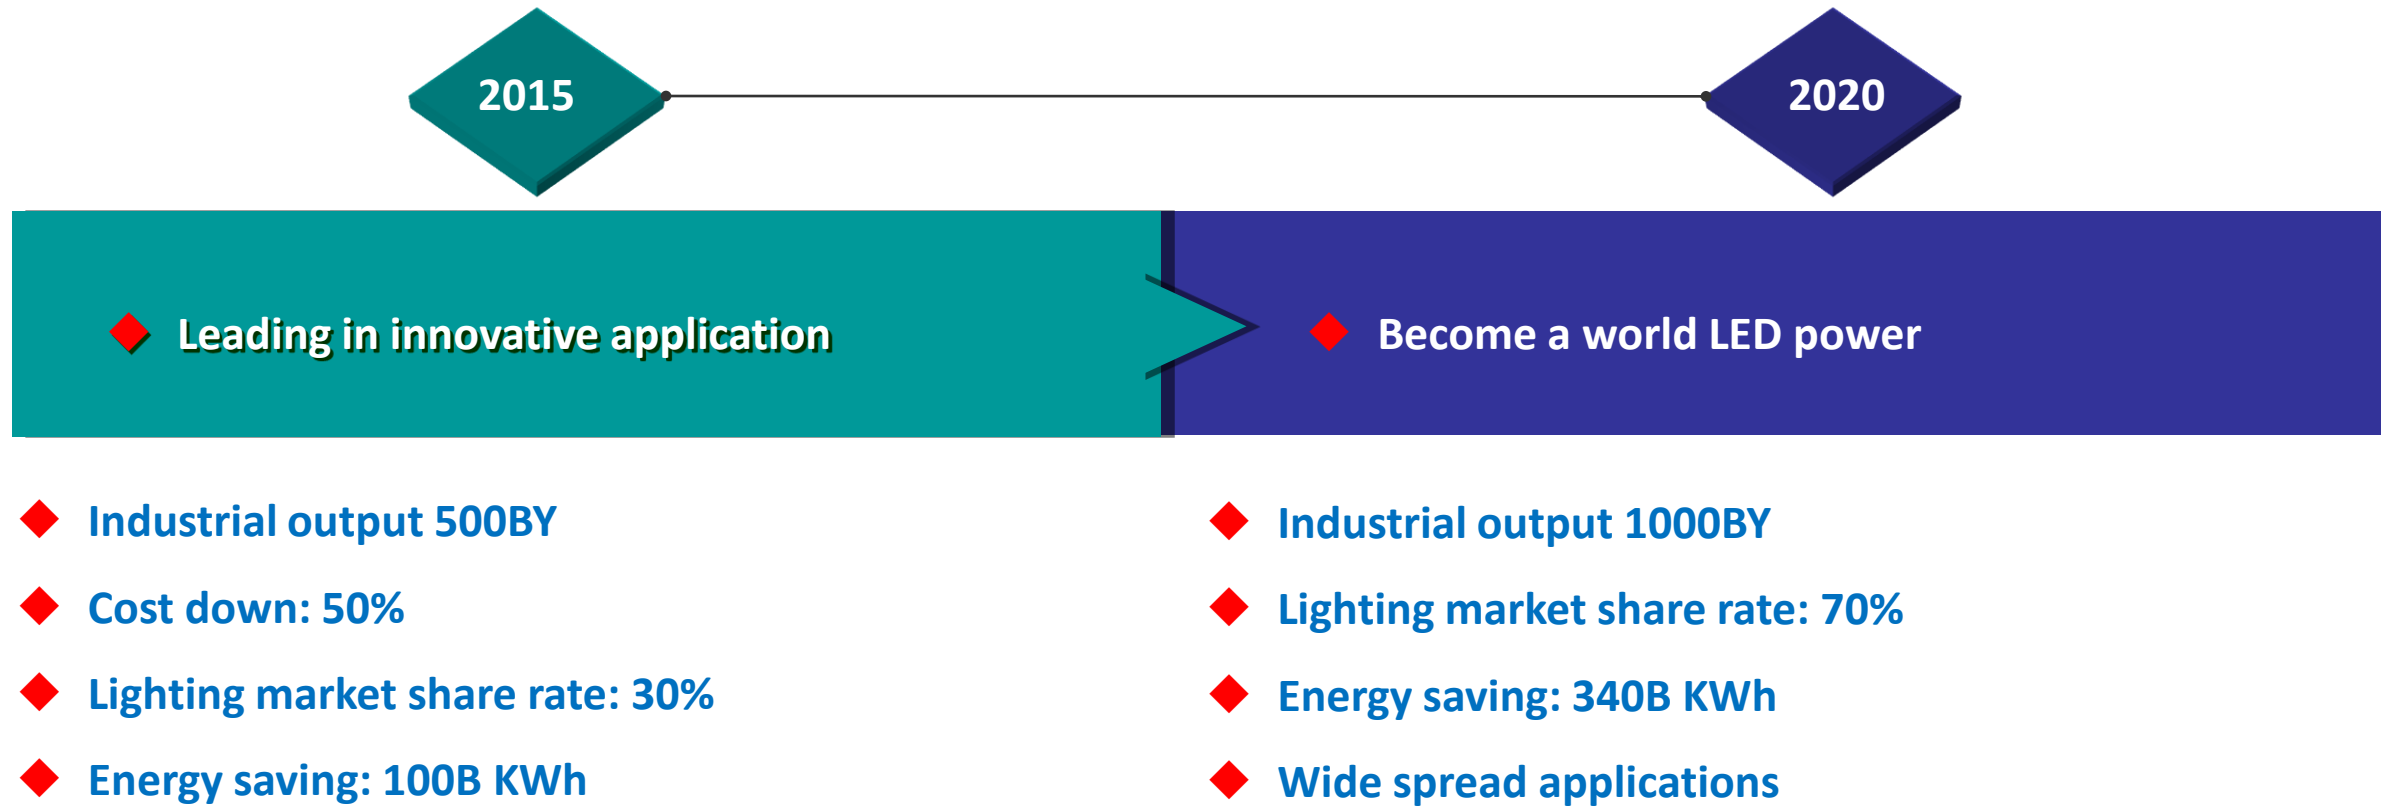 2015
2020
Leading in innovative application
Become a world LED power
Industrial output 500BY
Cost down: 50%
Lighting market share rate: 30%
Energy saving: 100B KWh
Industrial output 1000BY
Lighting market share rate: 70%
Energy saving: 340B KWh
Wide spread applications